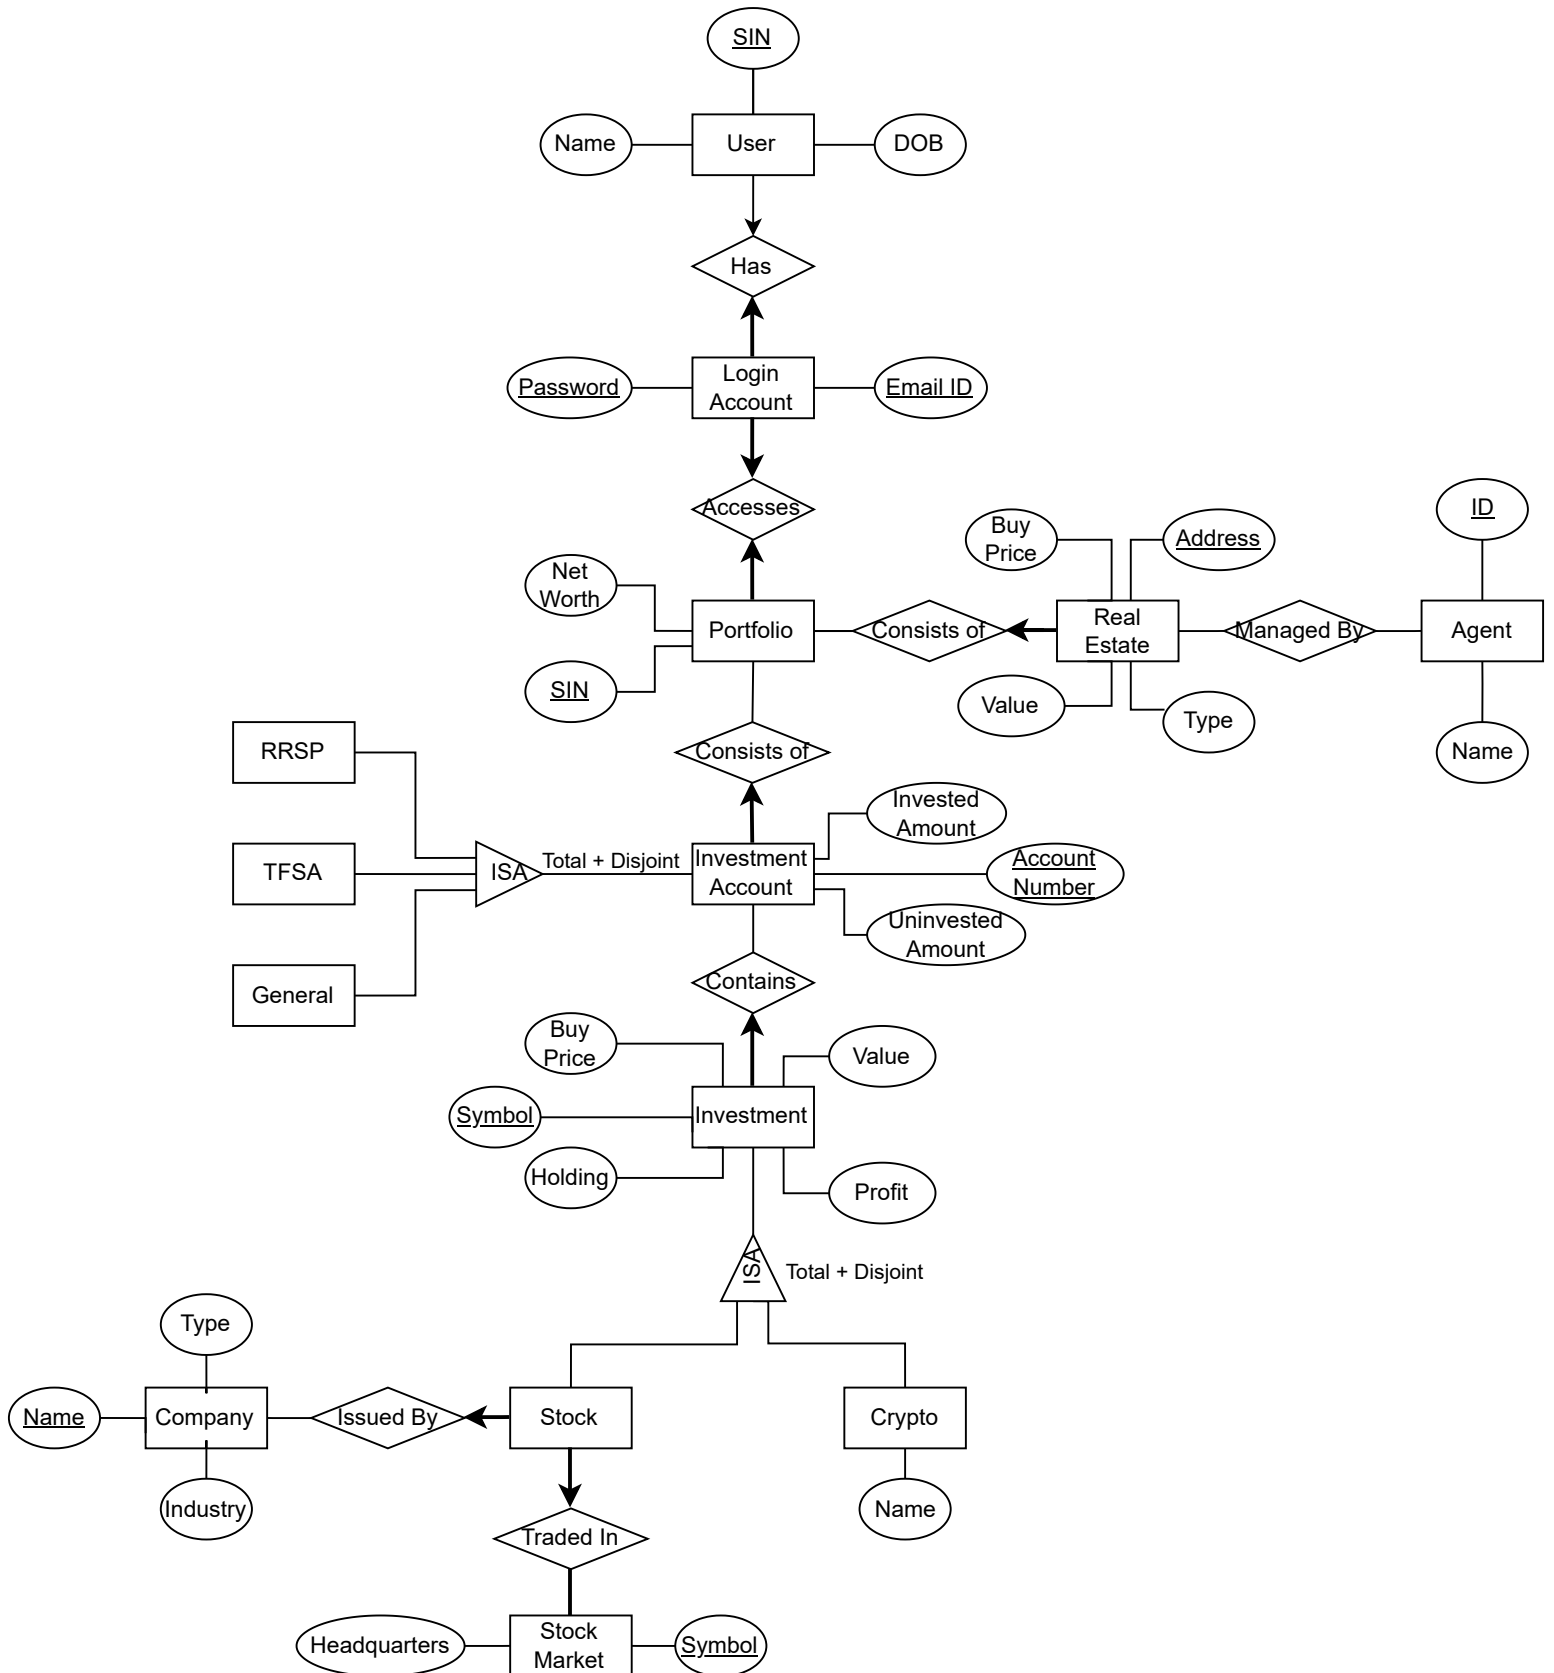 SIN
Name
User
DOB
Has
Password
Login
Account
Email ID
Accesses
Net
Worth
Portfolio
SIN
Consists of
Buy
Price
Address
Real
Estate
Value
Type
Managed By
ID
Agent
Name
Consists of
RRSP
TFSA
General
ISA
Total + Disjoint
Investment
Account
Invested
Amount
Account
Number
Uninvested
Amount
Contains
Buy
Price
Value
Symbol
Investment
Holding
Profit
ISA
Total + Disjoint
Type
Name
Company
Issued By
Stock
Crypto
Industry
Name
Traded In
Headquarters
Stock
Market
Symbol